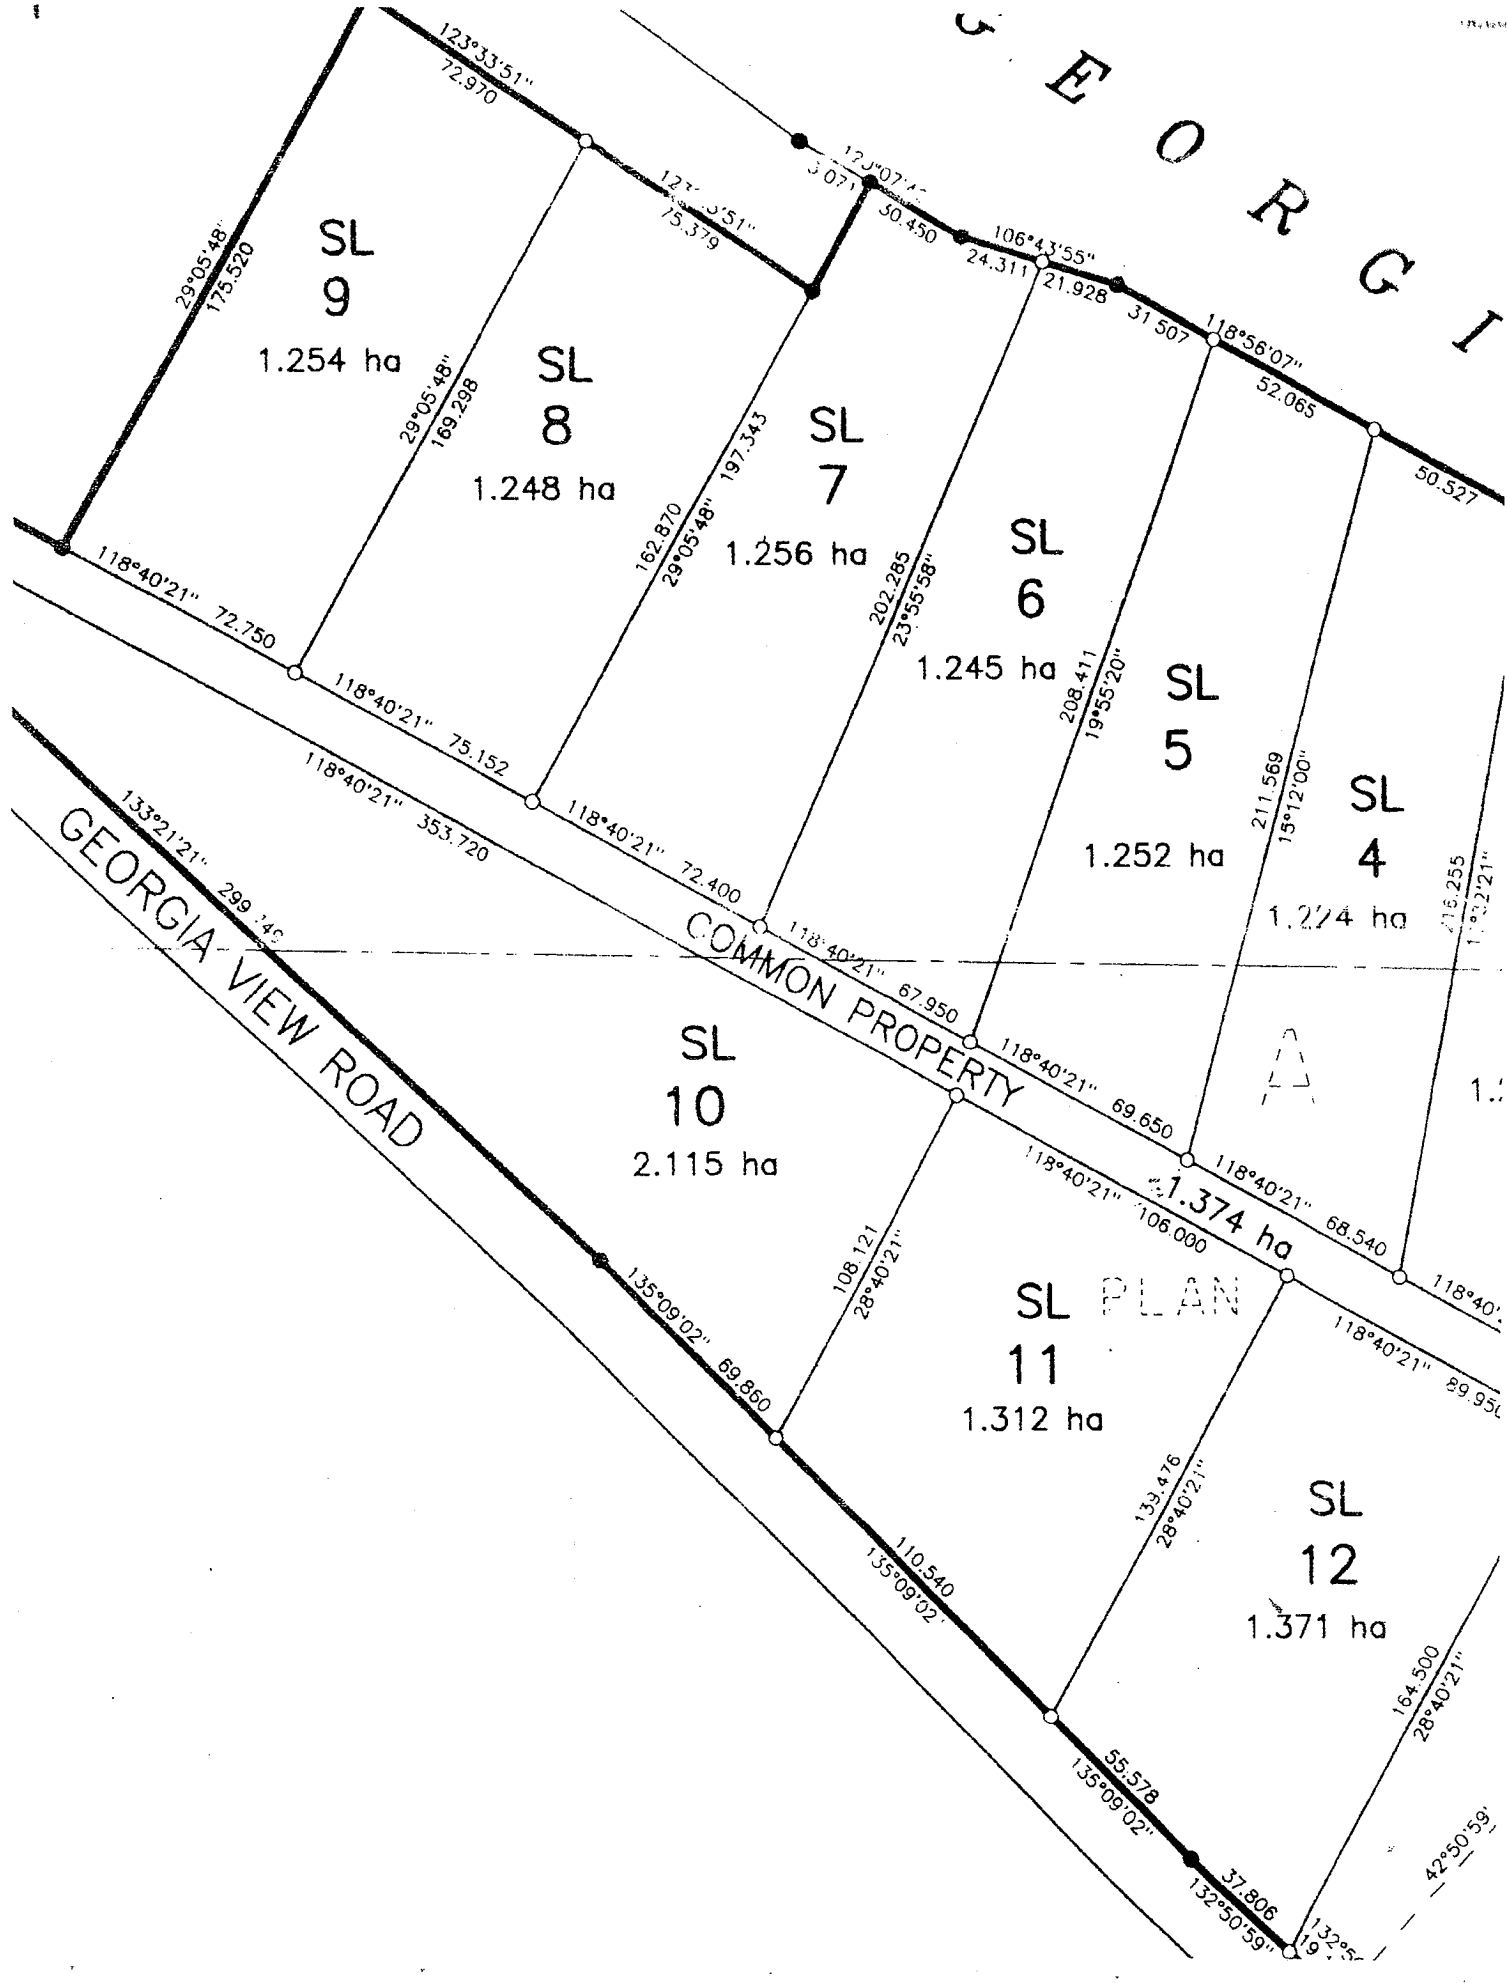 G E O R G I
123°33'51"
72.970
75.379
30.450
106°43'55"
24.311
21.928
31.507
118°56'07"
52.065
50.527
29°05'48"
175.520
SL
9
1.254 ha
29°05'48"
169.298
SL
8
1.248 ha
162.870
29°05'48"
197.343
SL
7
1.256 ha
202.285
23°55'58"
SL
6
1.245 ha
208.411
19°55'20"
SL
5
1.252 ha
211.569
15°12'00"
SL
4
1.224 ha
118°40'21" 72.750
118°40'21" 75.152
118°40'21" 72.400
118°40'21" 67.950
118°40'21" 69.650
118°40'21" 68.540
118°40'
118°40'21" 353.720
COMMON PROPERTY
1.374 ha
133°21'21"
GEORGIA VIEW ROAD
SL
10
2.115 ha
A
PLAN
118°40'21" 106.000
118°40'21" 89.950
108.121
28°40'21"
135°09'02" 69.860
SL
11
1.312 ha
139.476
28°40'21"
110.540
135°09'02"
SL
12
1.371 ha
164.500
28°40'21"
55.578
135°09'02"
37.806
132°50'59"
42°50'59"
19